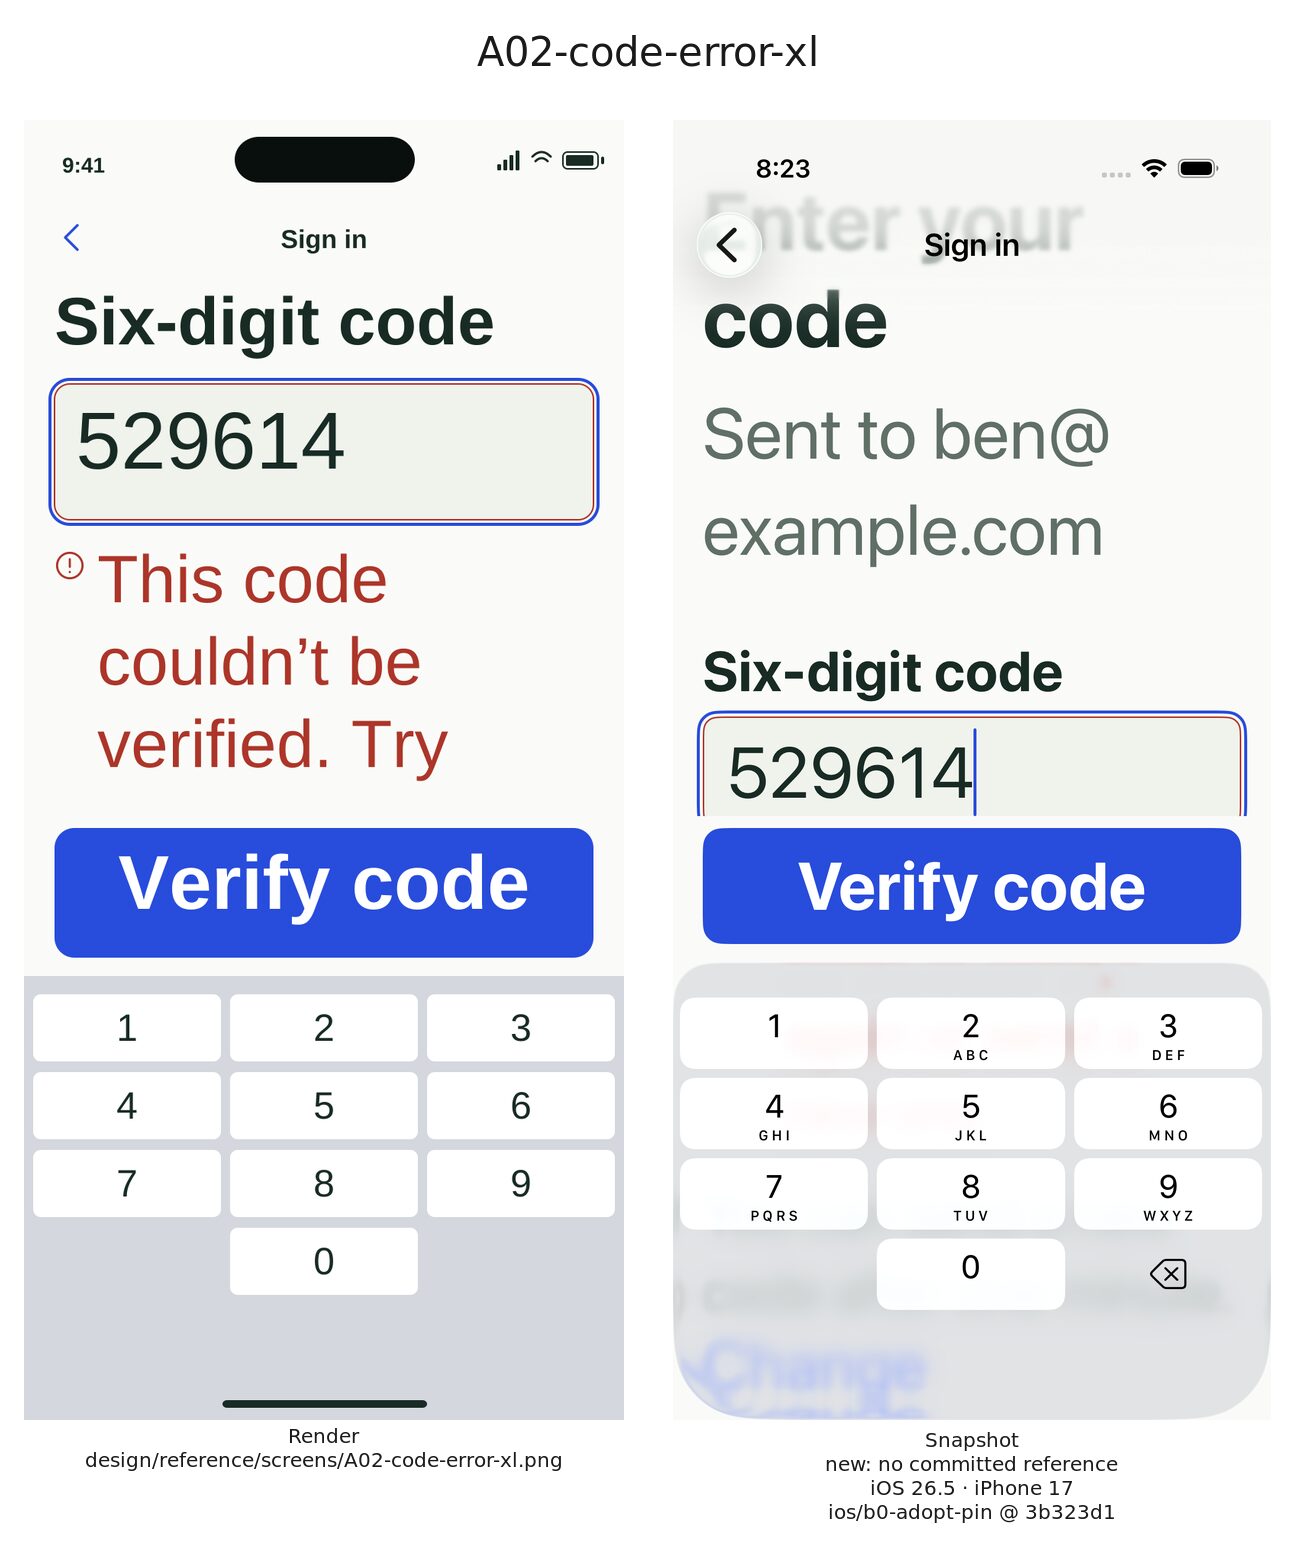 A02-code-error-xl
9:41
Sign in
Six-digit code
529614
This code
couldn’t be
verified. Try
Verify code
1
2
3
4
5
6
7
8
9
0
Render
design/reference/screens/A02-code-error-xl.png
8:23
Enter your
Sign in
code
Sent to ben@
example.com
Six-digit code
529614
Verify code
1
2
ABC
3
DEF
4
GHI
5
JKL
6
MNO
7
PQRS
8
TUV
9
WXYZ
0
Change
Snapshot
new: no committed reference
iOS 26.5 · iPhone 17
ios/b0-adopt-pin @ 3b323d1